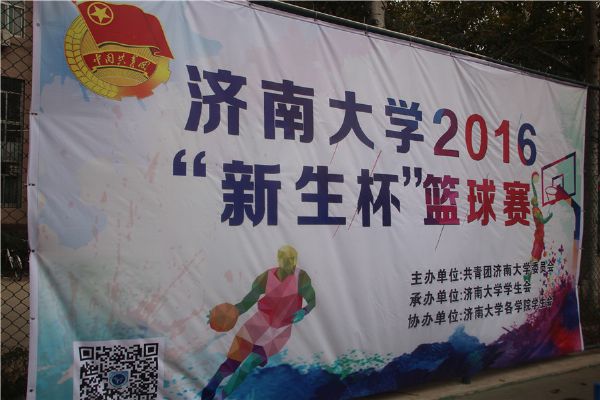 中国共青团
济南大学2016
“新生杯”篮球赛
主办单位:共青团济南大学委员会
承办单位:济南大学学生会
协办单位:济南大学各学院学生会